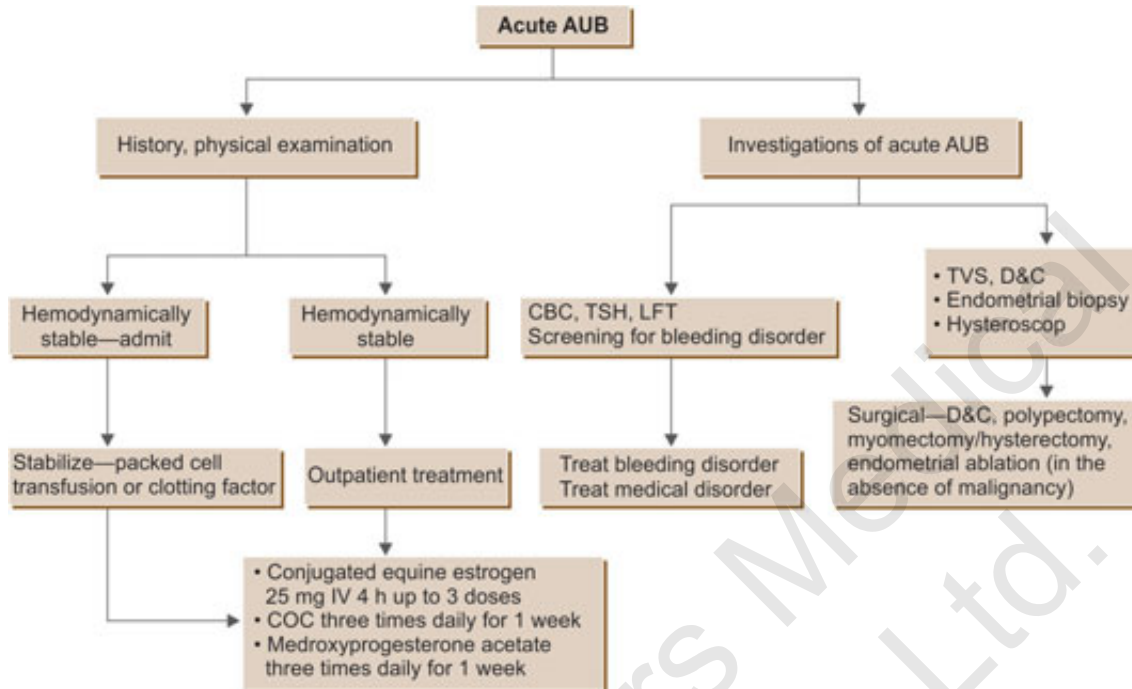 Acute AUB
History, physical examination
Investigations of acute AUB
Hemodynamically
stable—admit
Hemodynamically
stable
CBC, TSH, LFT
Screening for bleeding disorder
• TVS, D&C
• Endometrial biopsy
• Hysteroscop
Stabilize—packed cell
transfusion or clotting factor
Outpatient treatment
Treat bleeding disorder
Treat medical disorder
Surgical—D&C, polypectomy,
myomectomy/hysterectomy,
endometrial ablation (in the
absence of malignancy)
• Conjugated equine estrogen
25 mg IV 4 h up to 3 doses
• COC three times daily for 1 week
• Medroxyprogesterone acetate
three times daily for 1 week
rs Medical
Ltd.